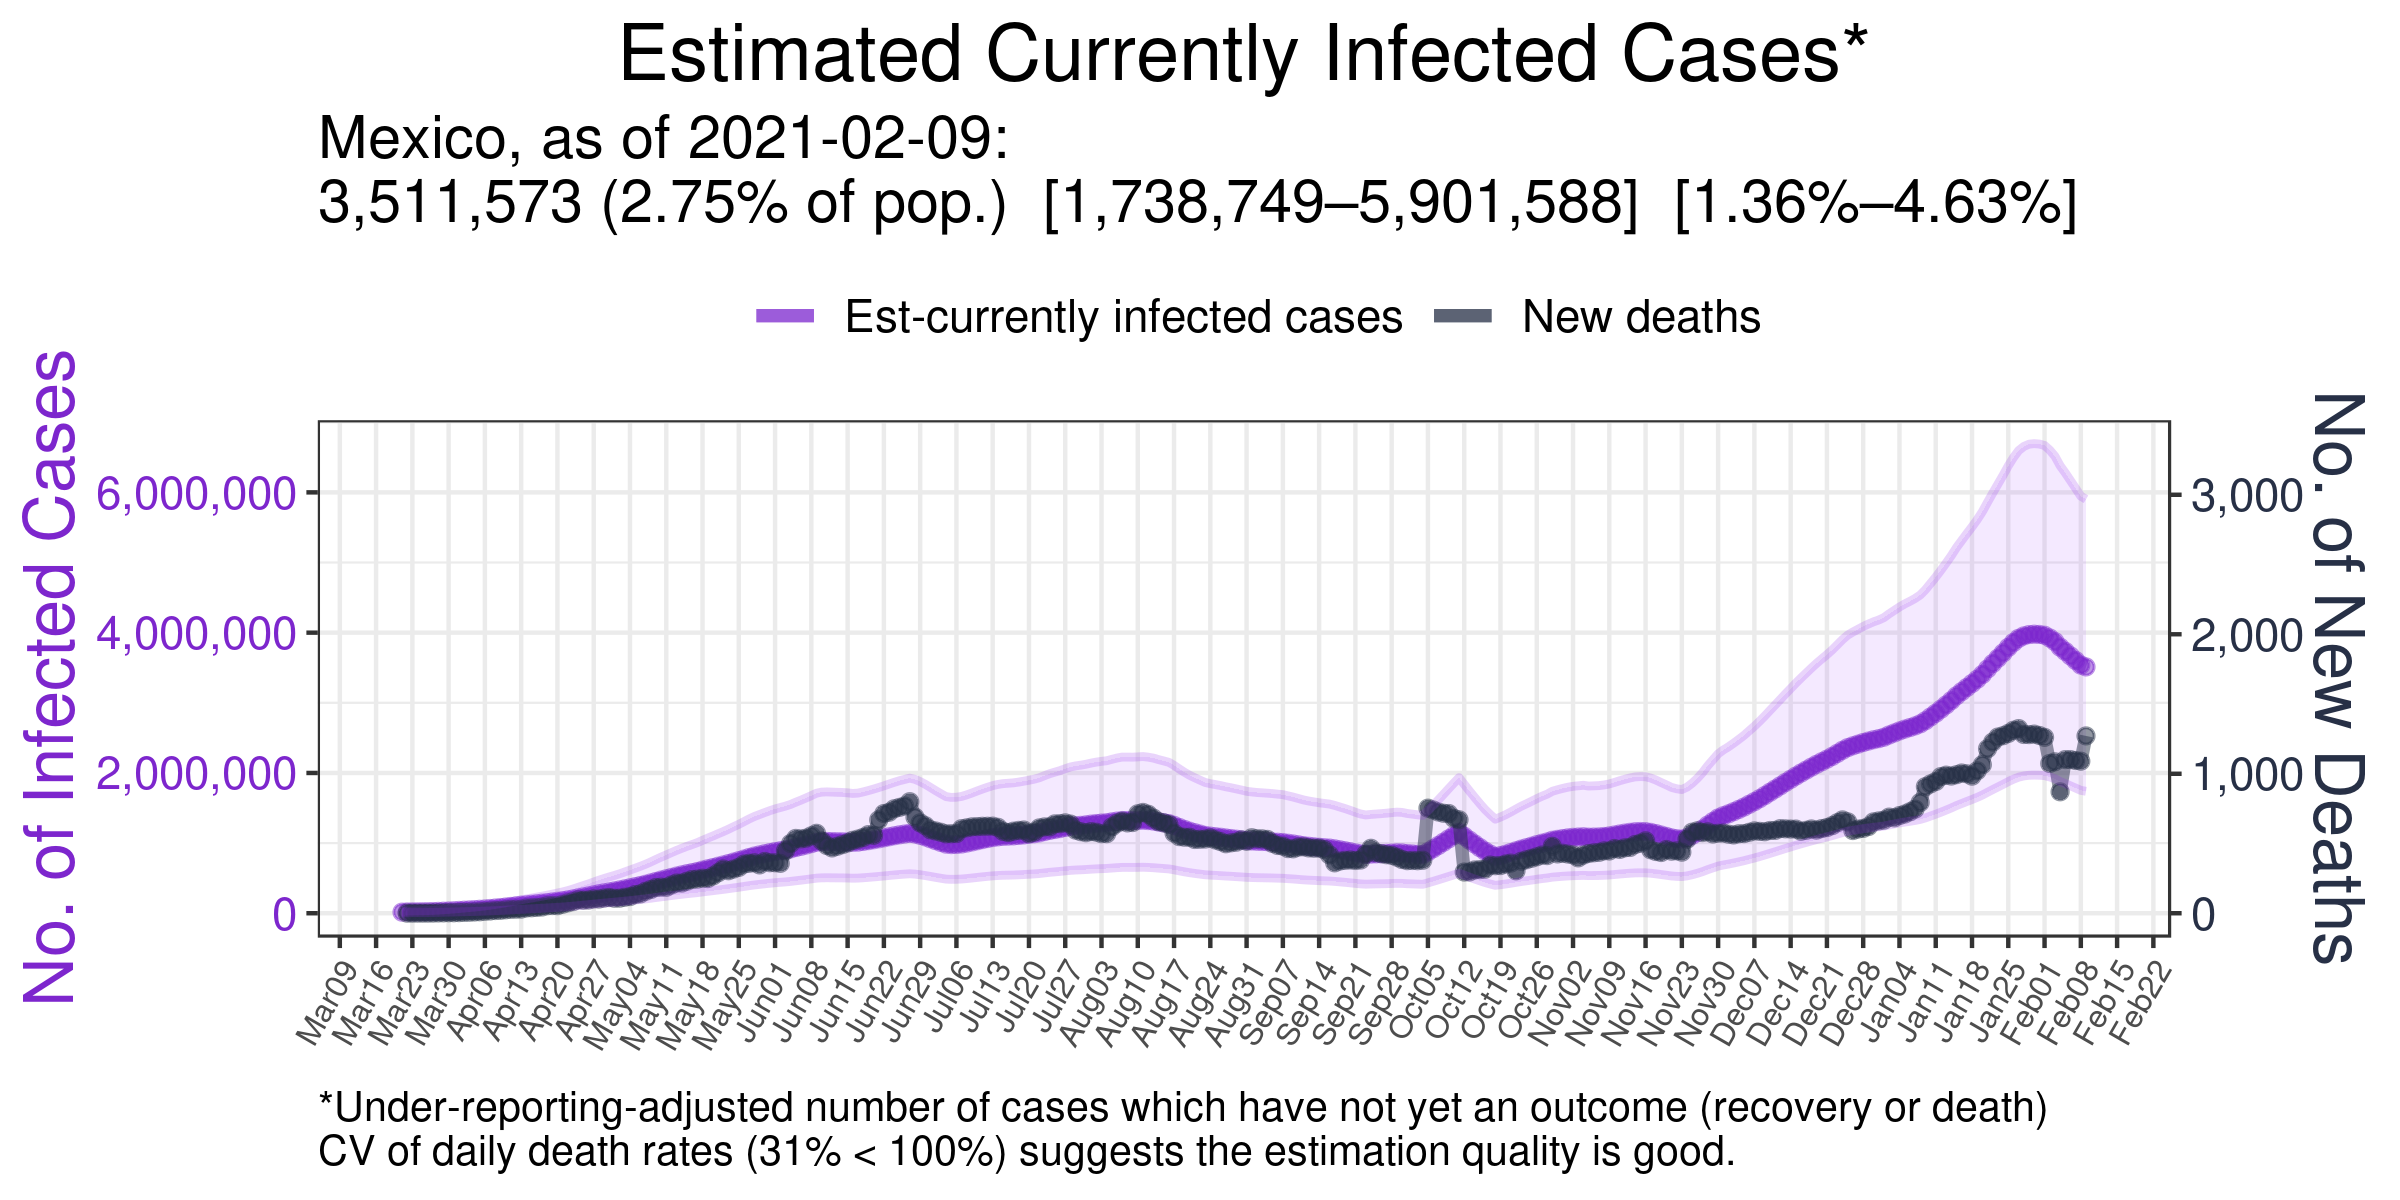 Estimated Currently Infected Cases*
Mexico, as of 2021-02-09:
3,511,573 (2.75% of pop.) [1,738,749–5,901,588] [1.36%–4.63%]
Est-currently infected cases
New deaths
No. of Infected Cases
6,000,000
4,000,000
2,000,000
0
3,000
2,000
1,000
0
No. of New Deaths
Mar09
Mar16
Mar23
Mar30
Apr06
Apr13
Apr20
Apr27
May04
May11
May18
May25
Jun01
Jun08
Jun15
Jun22
Jun29
Jul06
Jul13
Jul20
Jul27
Aug03
Aug10
Aug17
Aug24
Aug31
Sep07
Sep14
Sep21
Sep28
Oct05
Oct12
Oct19
Oct26
Nov02
Nov09
Nov16
Nov23
Nov30
Dec07
Dec14
Dec21
Dec28
Jan04
Jan11
Jan18
Jan25
Feb01
Feb08
Feb15
Feb22
*Under-reporting-adjusted number of cases which have not yet an outcome (recovery or death)
CV of daily death rates (31% < 100%) suggests the estimation quality is good.